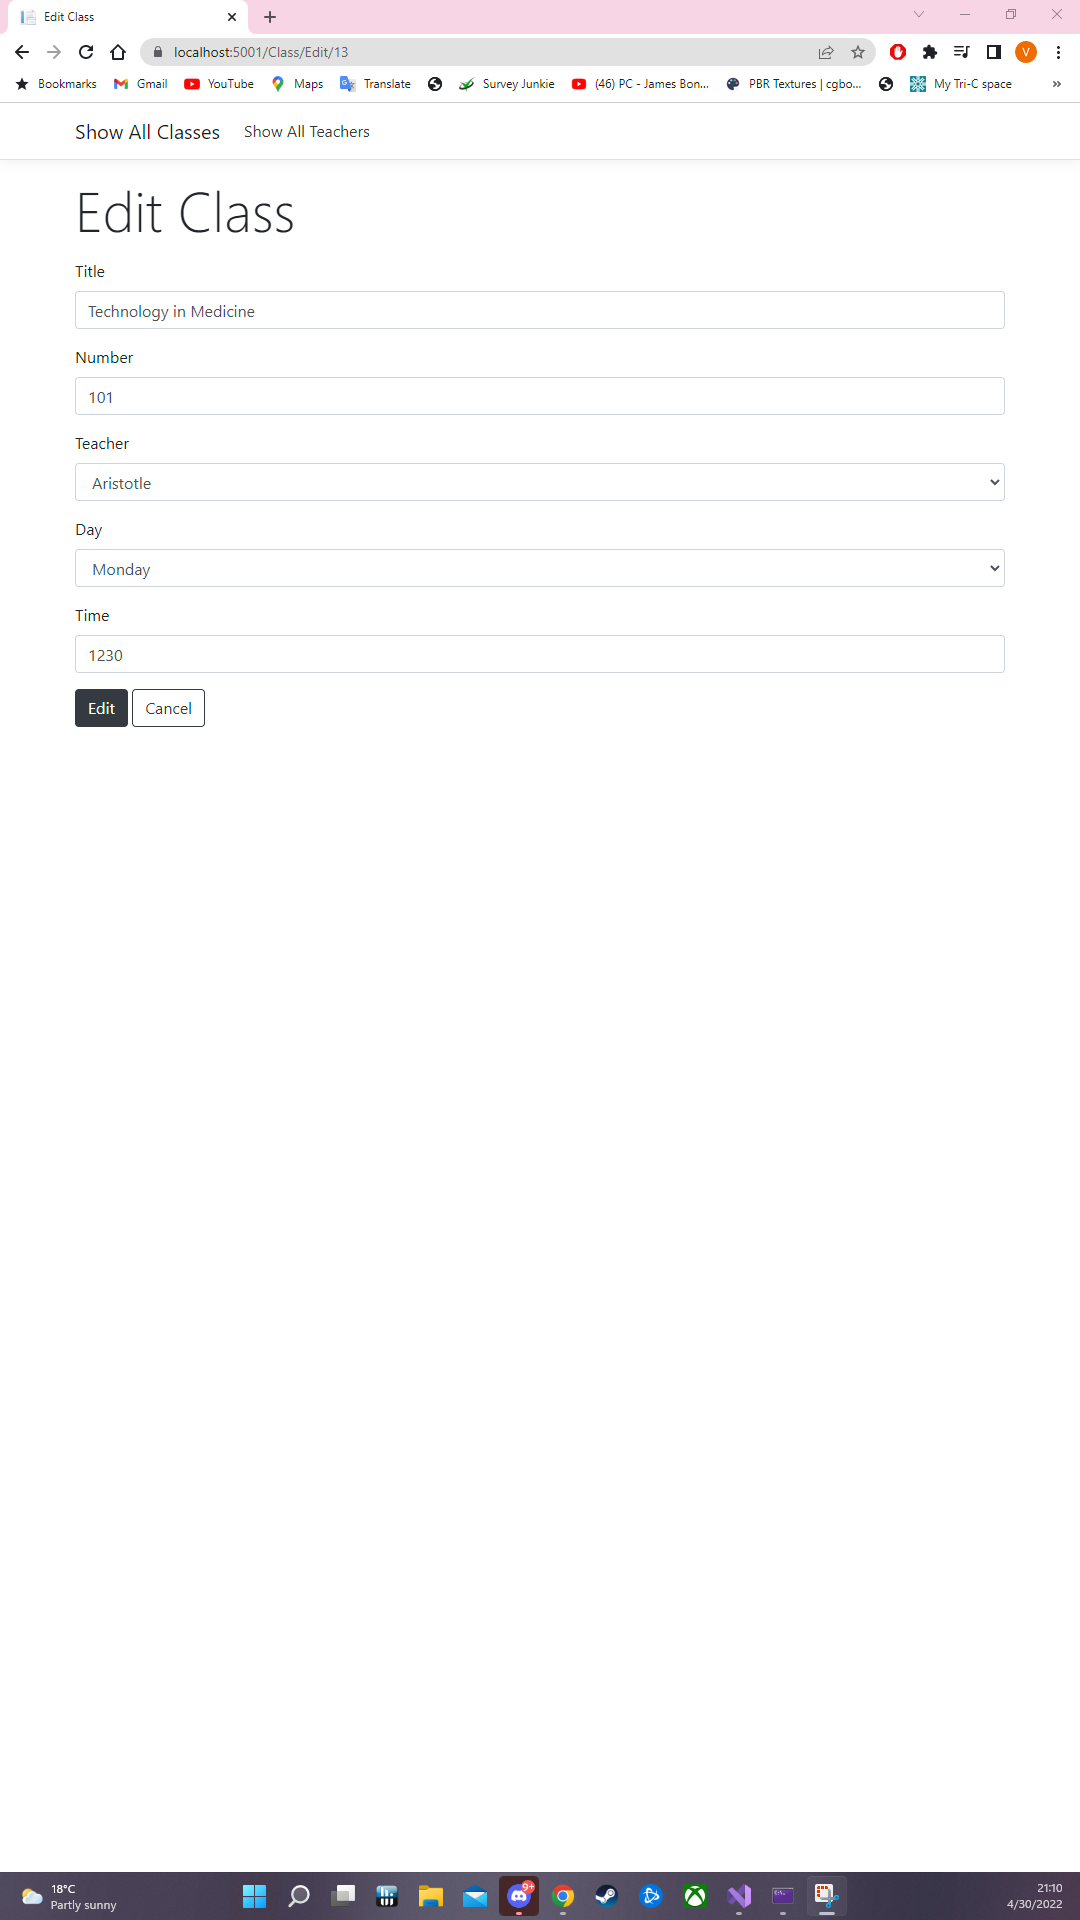 Edit Class
localhost:5001/Class/Edit/13
V
Bookmarks Gmail YouTube Maps Translate Survey Junkie (46) PC - James Bon... PBR Textures | cgbo... My Tri-C space »
Show All Classes Show All Teachers
Edit Class
Title
Technology in Medicine
Number
101
Teacher
Aristotle
Day
Monday
Time
1230
Edit Cancel
18°C
Partly sunny
9+
21:10
4/30/2022